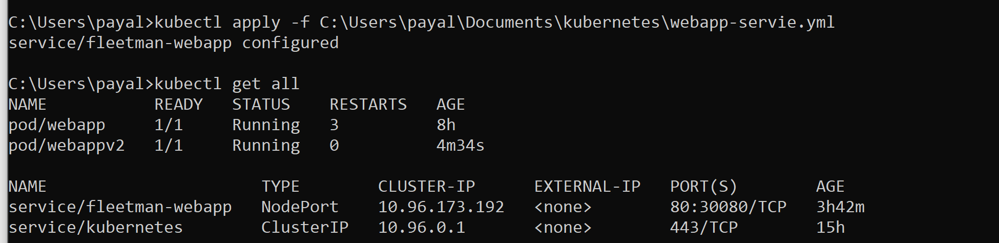 C:\Users\payal>kubectl apply -f C:\Users\payal\Documents\kubernetes\webapp-servie.yml
service/fleetman-webapp configured
C:\Users\payal>kubectl get all
NAME           READY   STATUS    RESTARTS   AGE
pod/webapp     1/1     Running   3          8h
pod/webappv2   1/1     Running   0          4m34s
NAME                      TYPE        CLUSTER-IP      EXTERNAL-IP   PORT(S)        AGE
service/fleetman-webapp   NodePort    10.96.173.192   <none>        80:30080/TCP   3h42m
service/kubernetes        ClusterIP   10.96.0.1       <none>        443/TCP        15h